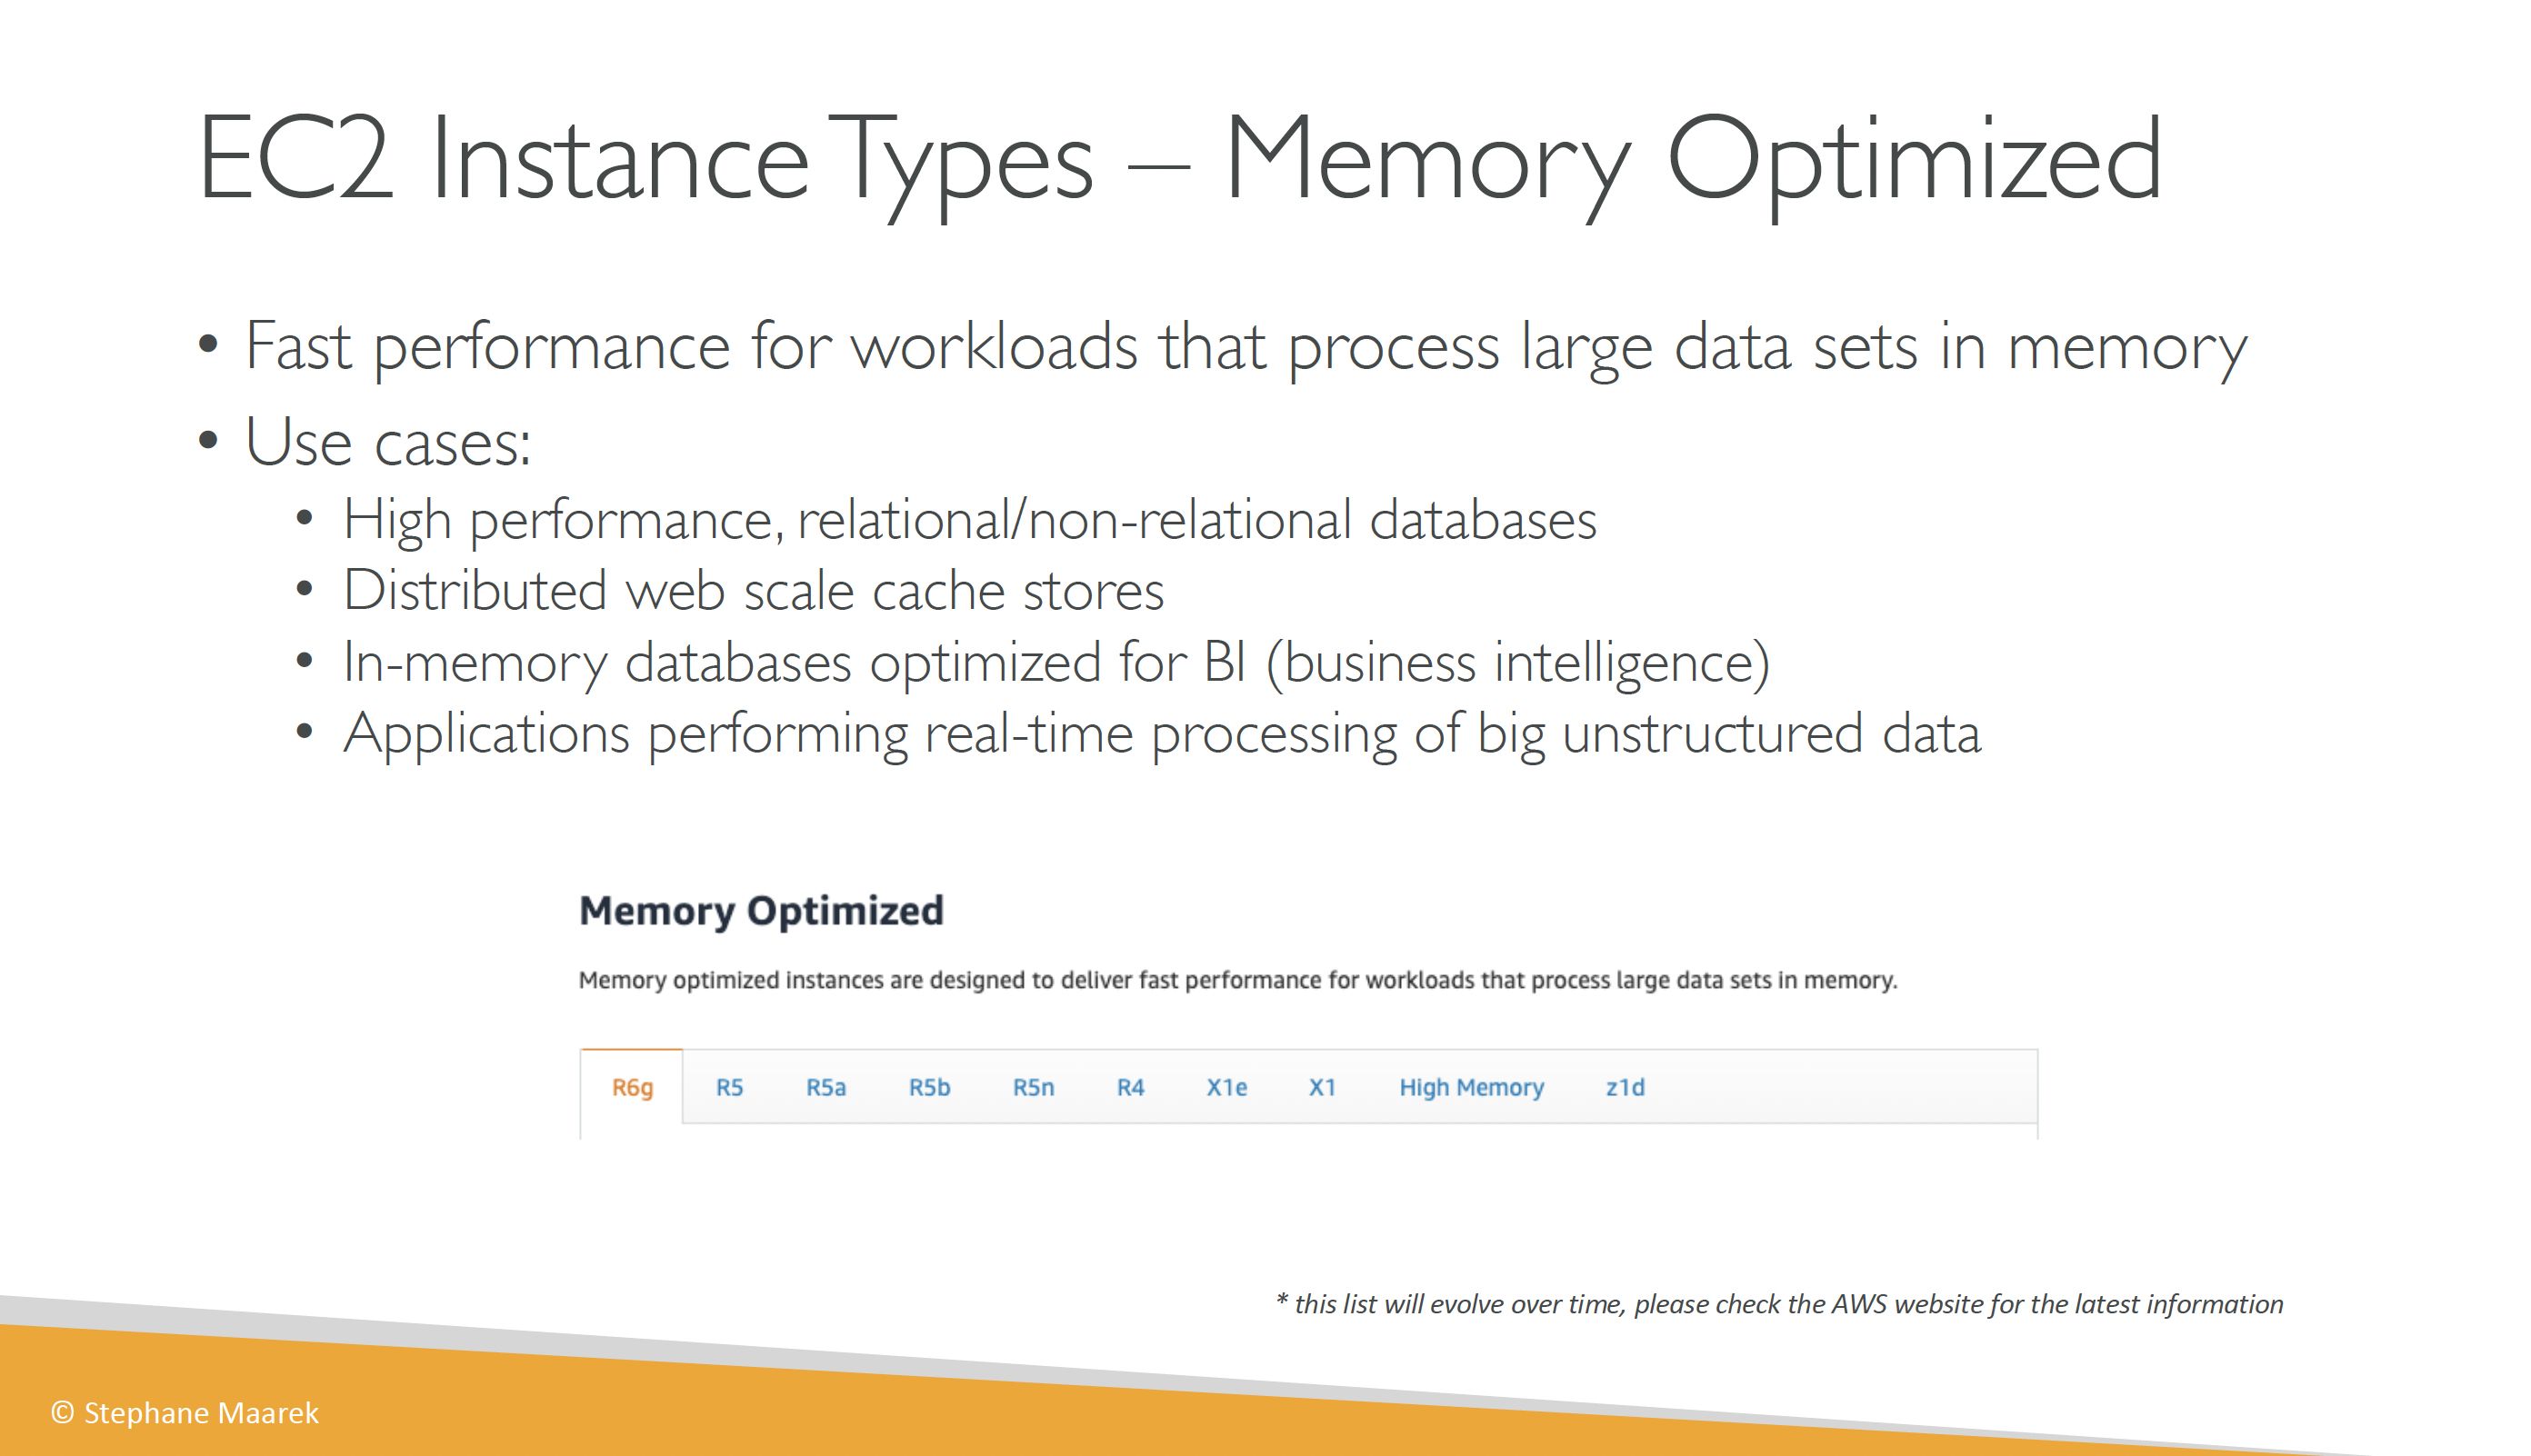 EC2 Instance Types – Memory Optimized
• Fast performance for workloads that process large data sets in memory
• Use cases:
• High performance, relational/non-relational databases
• Distributed web scale cache stores
• In-memory databases optimized for BI (business intelligence)
• Applications performing real-time processing of big unstructured data
Memory Optimized
Memory optimized instances are designed to deliver fast performance for workloads that process large data sets in memory.
R6g R5 R5a R5b R5n R4 X1e X1 High Memory z1d
* this list will evolve over time, please check the AWS website for the latest information
© Stephane Maarek